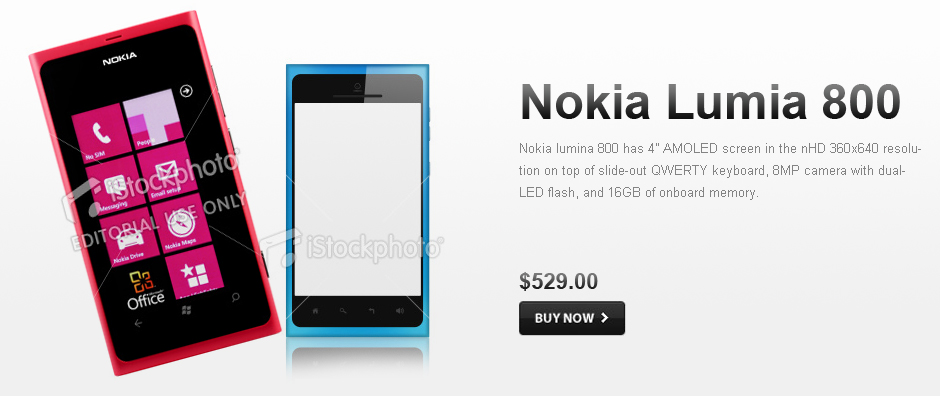 NOKIA
No SIM
People
Messaging
Email setup
Nokia Drive
Nokia Maps
Office
iStockphoto
EDITORIAL USE ONLY
iStockphoto
Nokia Lumia 800
Nokia lumina 800 has 4" AMOLED screen in the nHD 360x640 resolu-
tion on top of slide-out QWERTY keyboard, 8MP camera with dual-
LED flash, and 16GB of onboard memory.
$529.00
BUY NOW